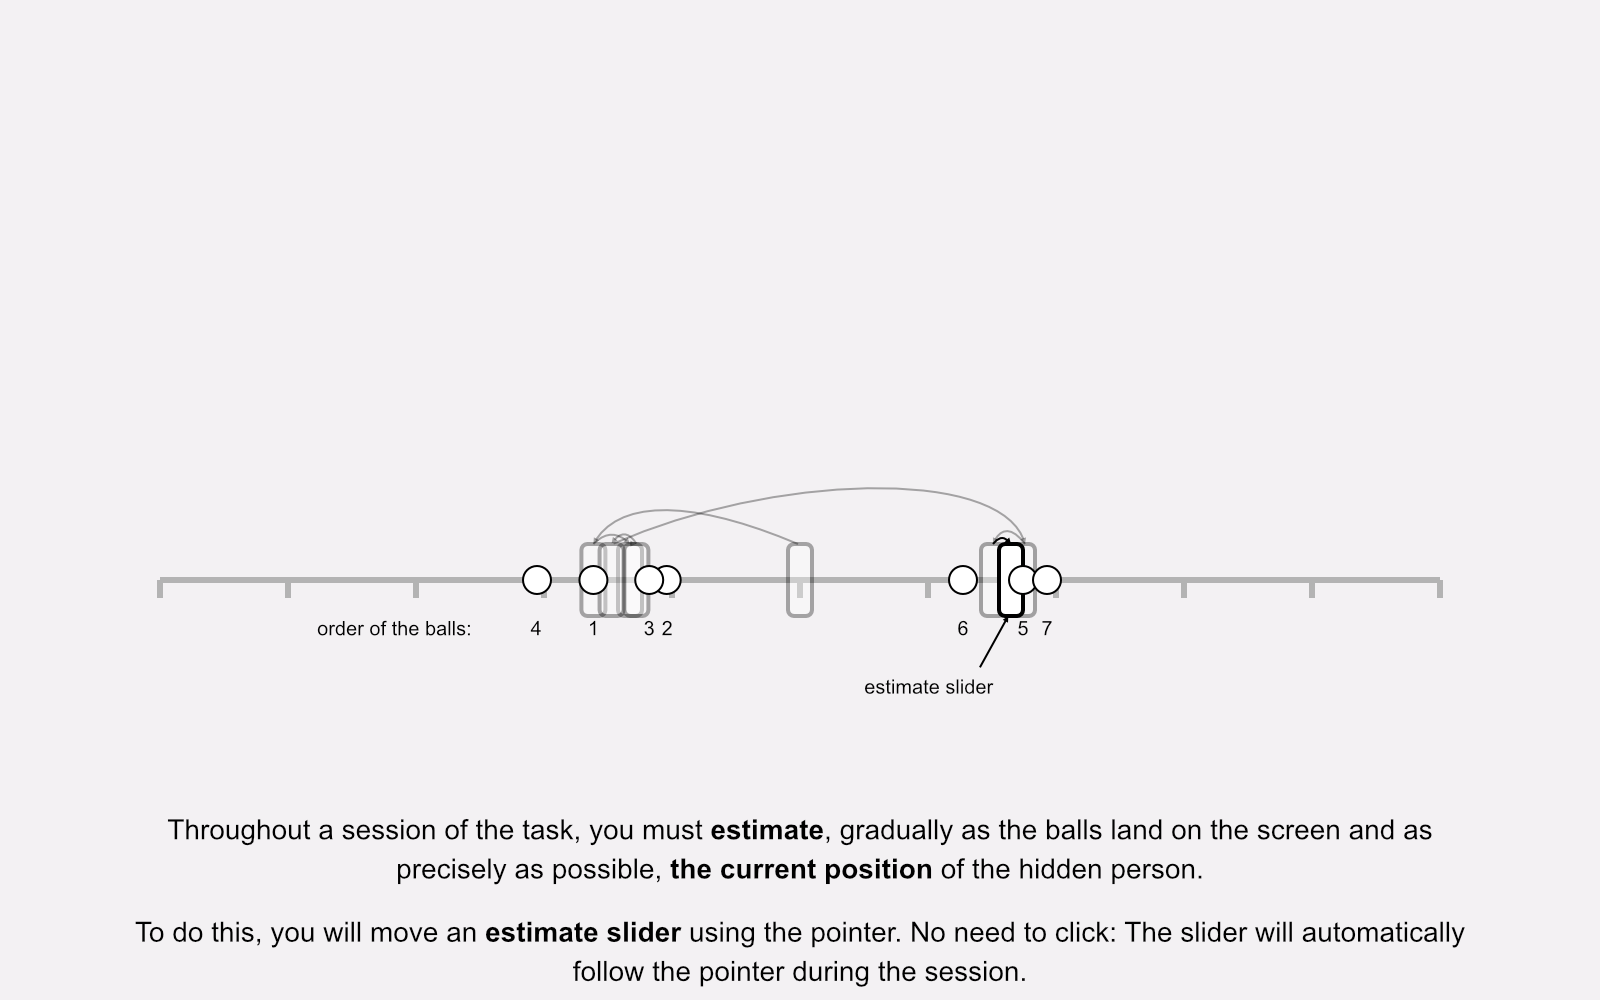 order of the balls: 4 1 3 2 6 5 7
estimate slider
Throughout a session of the task, you must estimate, gradually as the balls land on the screen and as
precisely as possible, the current position of the hidden person.
To do this, you will move an estimate slider using the pointer. No need to click: The slider will automatically
follow the pointer during the session.